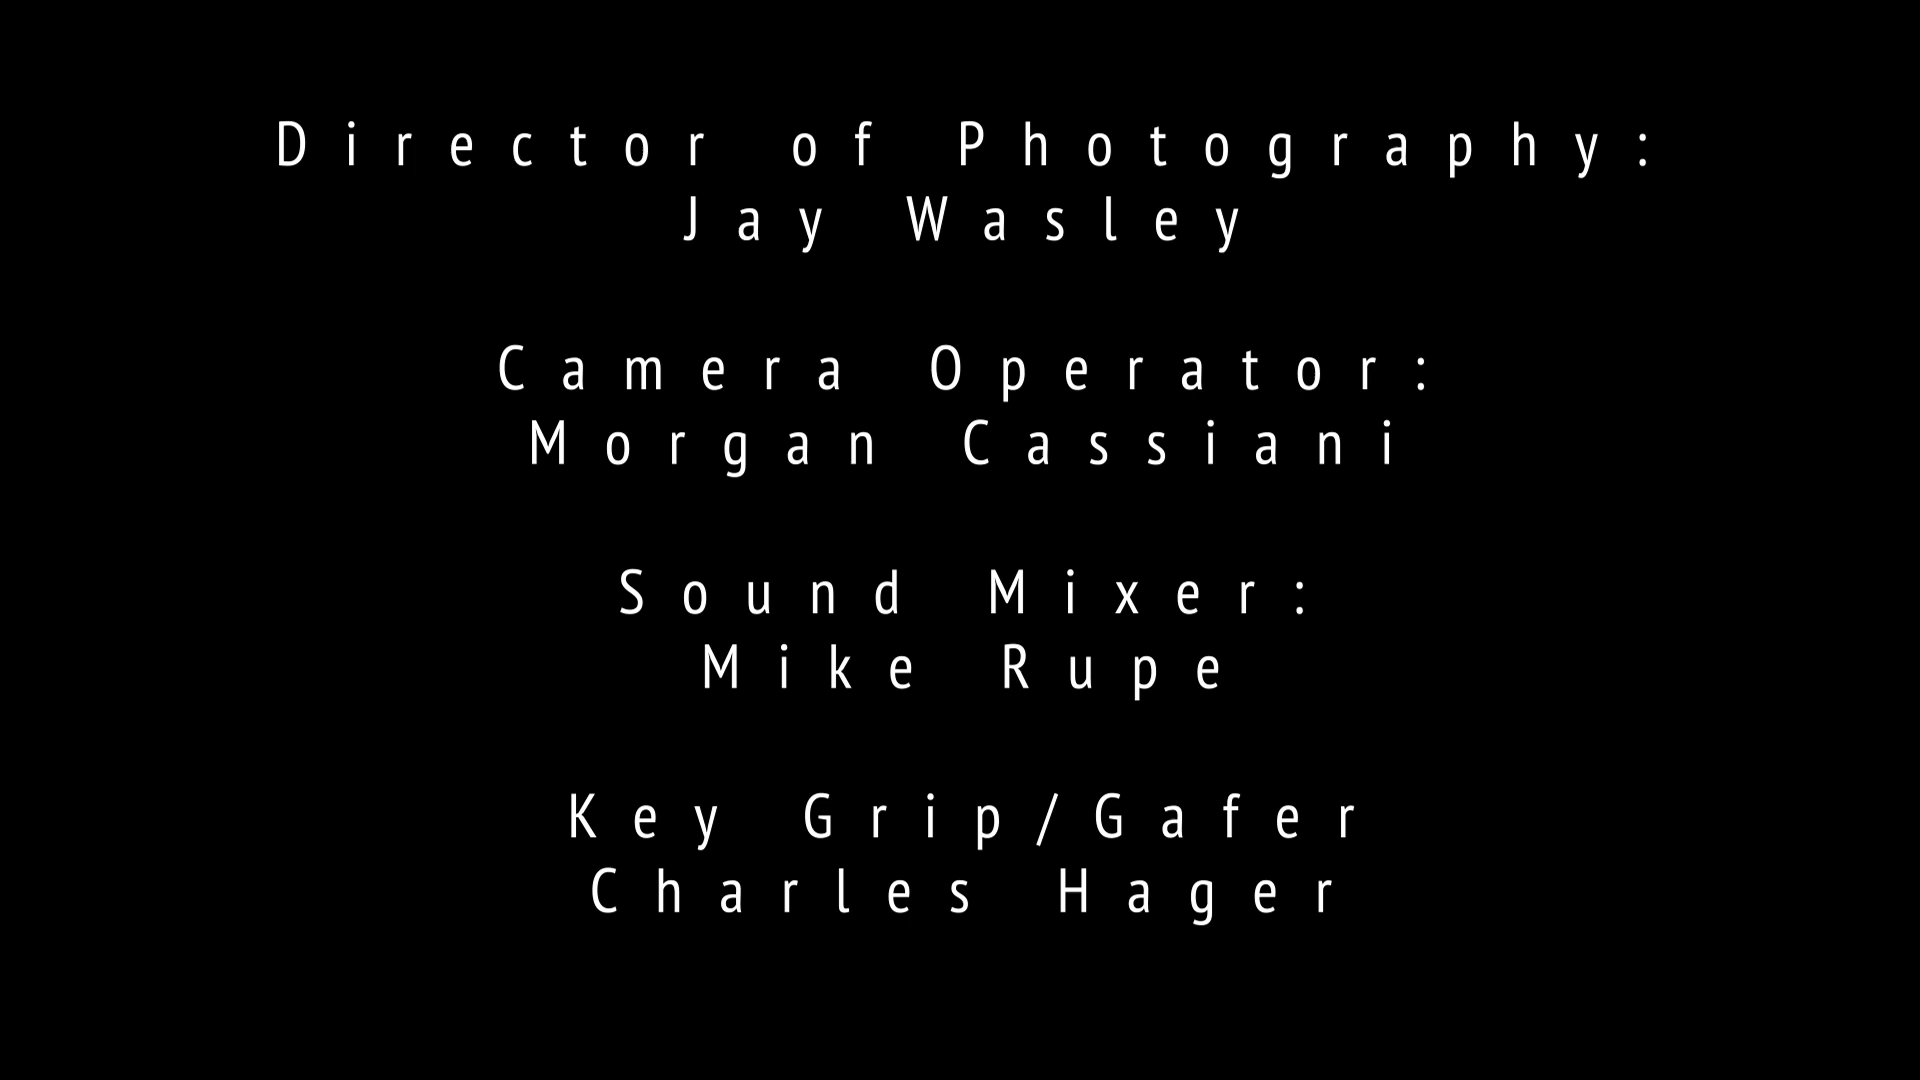 Director of Photography:
Jay Wasley
Camera Operator:
Morgan Cassiani
Sound Mixer:
Mike Rupe
Key Grip/Gafer
Charles Hager